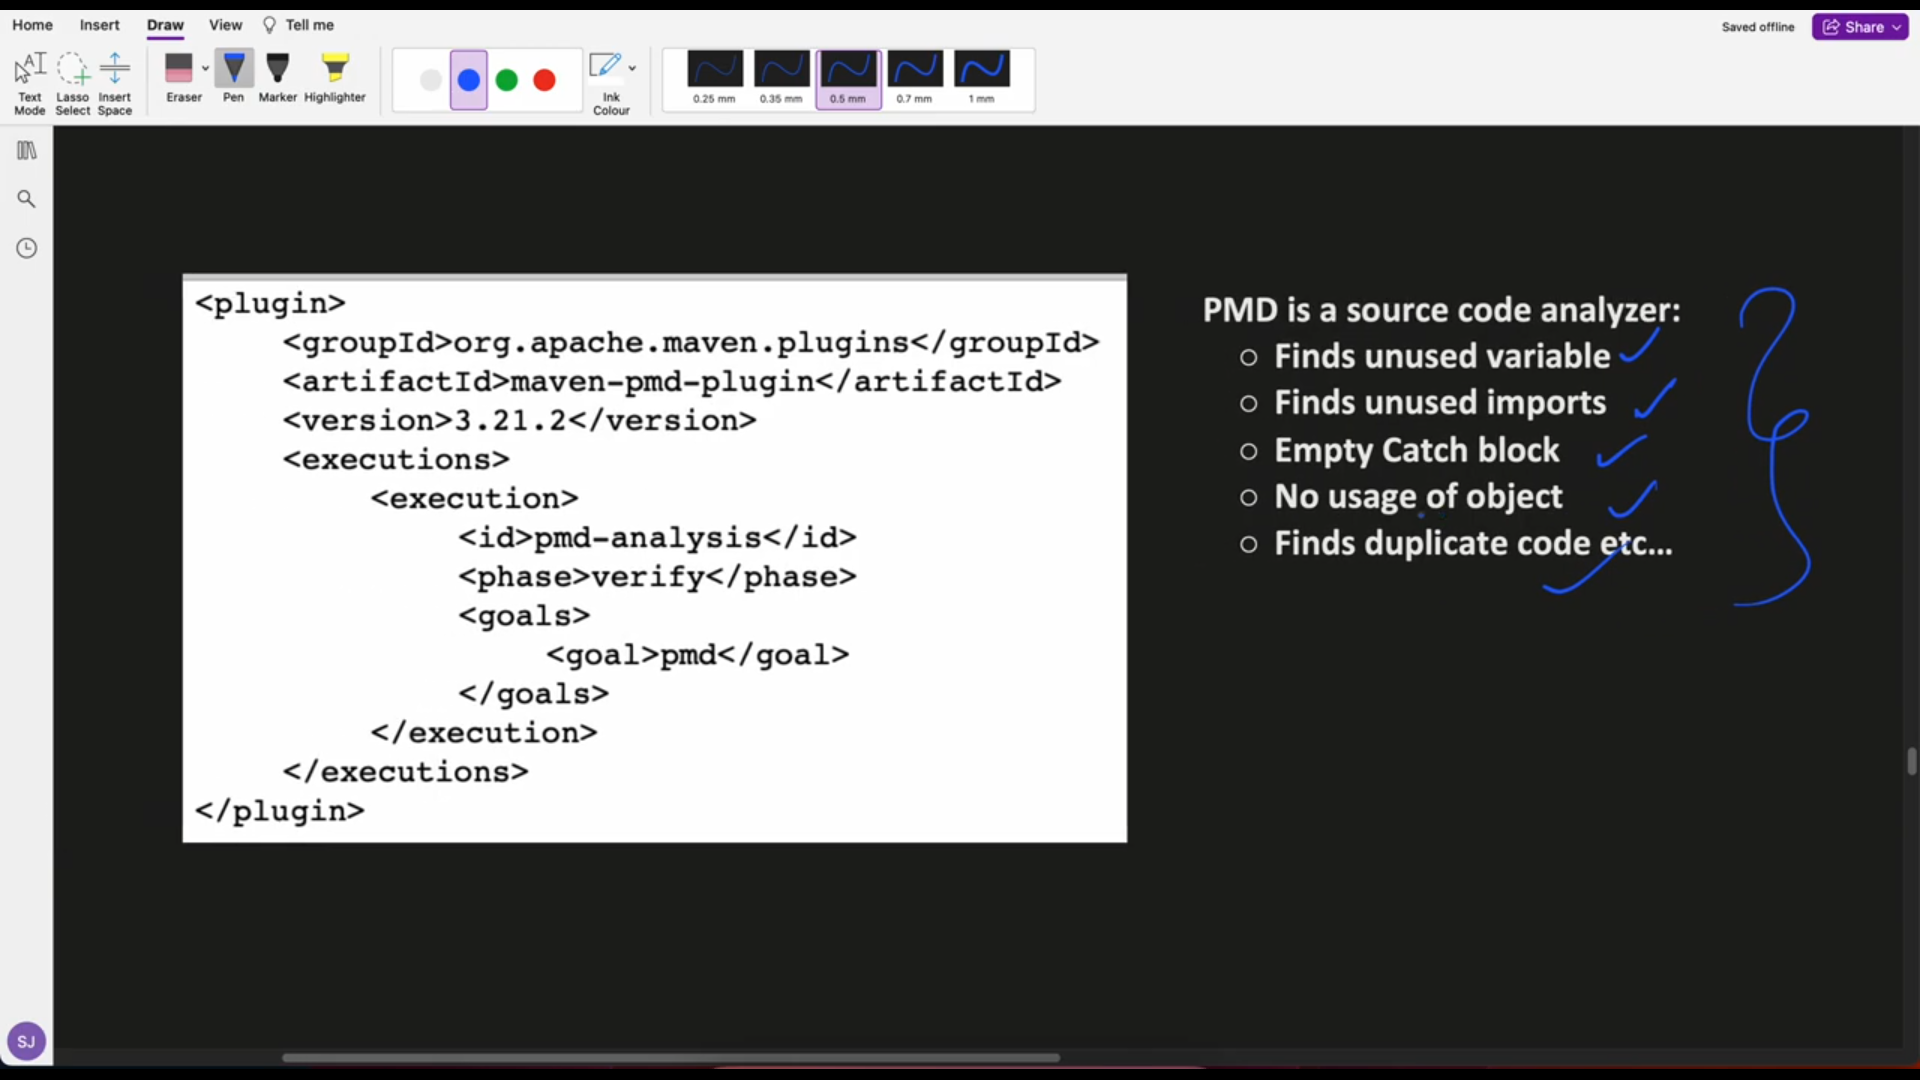 Home Insert Draw View Tell me
Saved offline Share
Text Mode Lasso Select Insert Space Eraser Pen Marker Highlighter Ink Colour 0.25 mm 0.35 mm 0.5 mm 0.7 mm 1 mm
<plugin>
<groupId>org.apache.maven.plugins</groupId>
<artifactId>maven-pmd-plugin</artifactId>
<version>3.21.2</version>
<executions>
<execution>
<id>pmd-analysis</id>
<phase>verify</phase>
<goals>
<goal>pmd</goal>
</goals>
</execution>
</executions>
</plugin>
PMD is a source code analyzer:
Finds unused variable
Finds unused imports
Empty Catch block
No usage of object
Finds duplicate code etc...
SJ